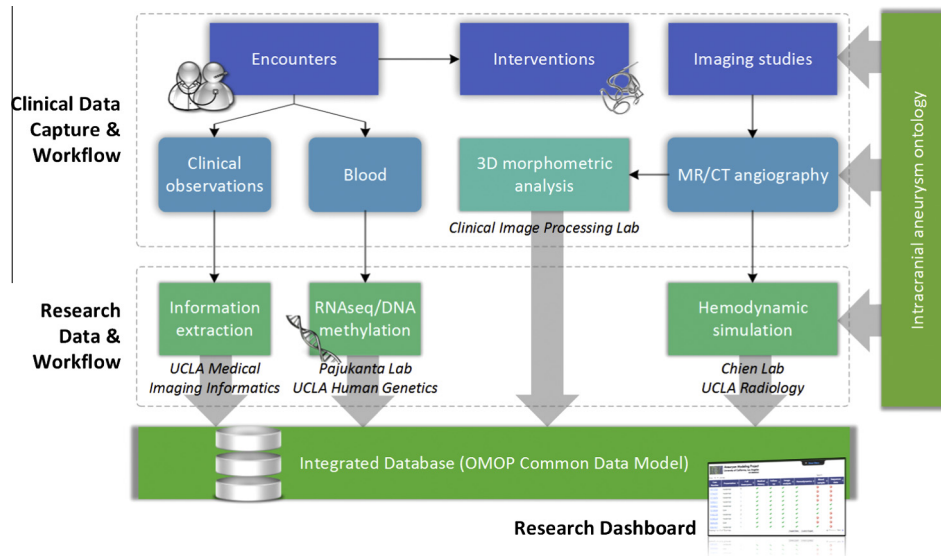 Encounters
Interventions
Imaging studies
Clinical Data
Capture &
Workflow
Clinical
observations
Blood
3D morphometric
analysis
MR/CT angiography
Clinical Image Processing Lab
Intracranial aneurysm ontology
Research
Data &
Workflow
Information
extraction
RNAseq/DNA
methylation
Hemodynamic
simulation
UCLA Medical
Imaging Informatics
Pajukanta Lab
UCLA Human Genetics
Chien Lab
UCLA Radiology
Integrated Database (OMOP Common Data Model)
Research Dashboard